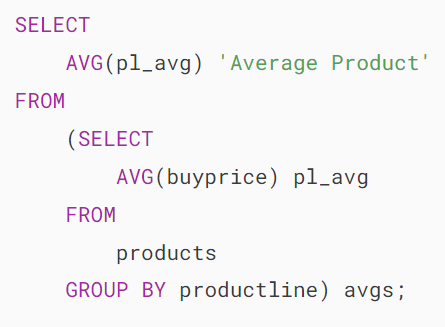 SELECT
AVG(pl_avg) 'Average Product'
FROM
(SELECT
AVG(buyprice) pl_avg
FROM
products
GROUP BY productline) avgs;